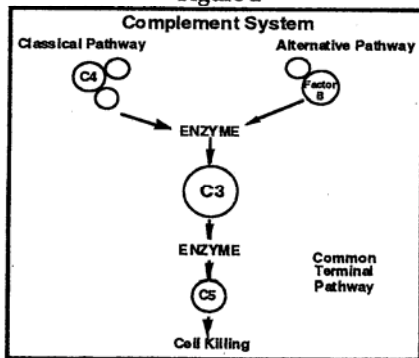 Complement System
Classical Pathway
Alternative Pathway
C4
Factor
B
ENZYME
C3
ENZYME
C5
Common
Terminal
Pathway
Cell Killing